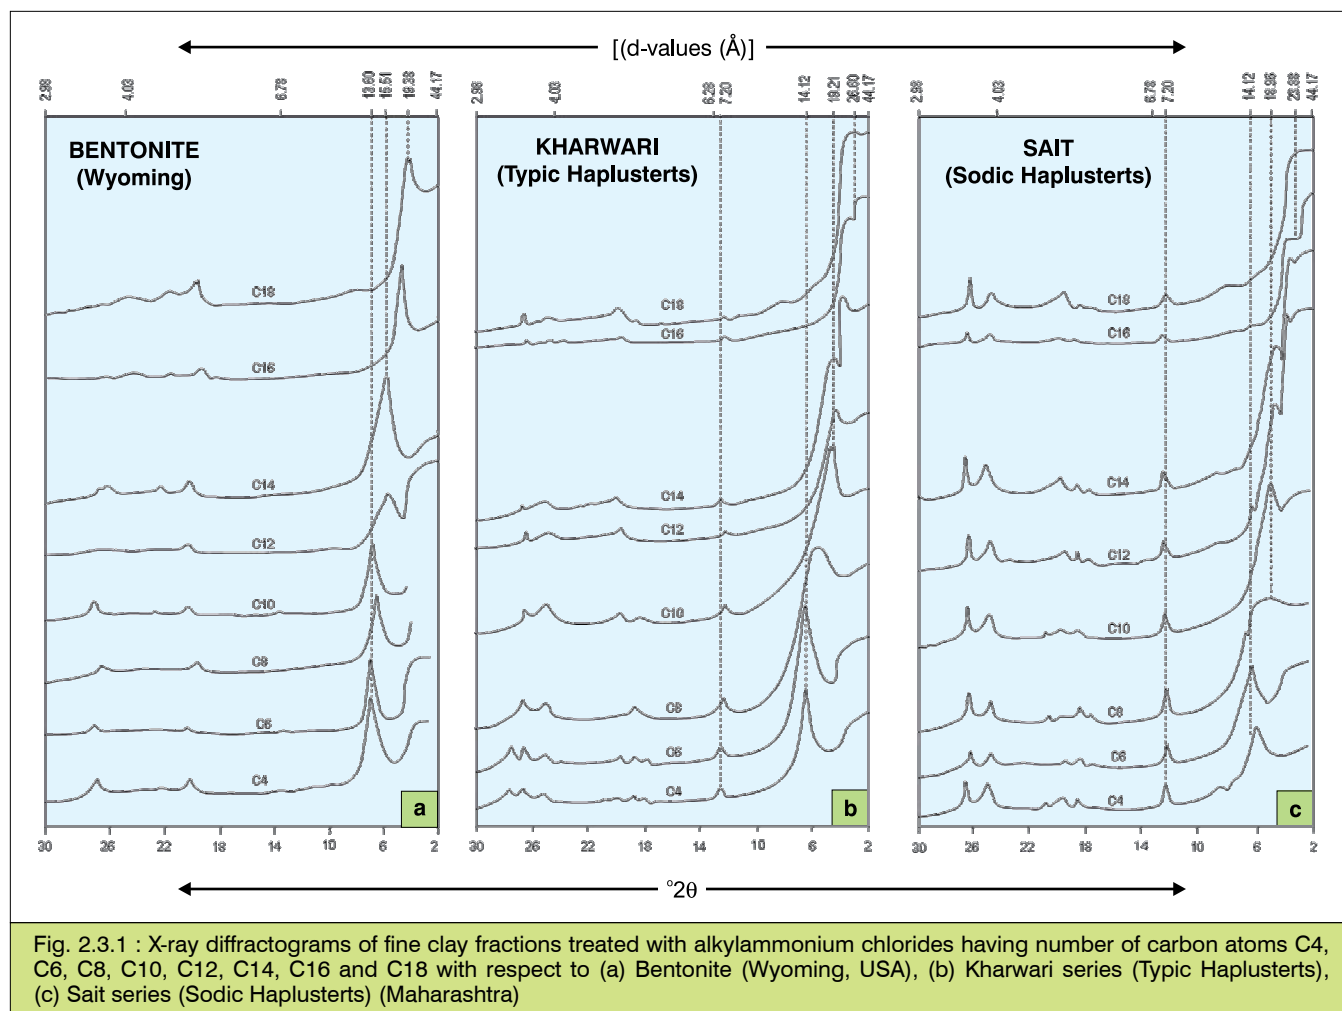 [(d-values (Å)]
2.98 4.03 6.78 13.60 15.51 19.38 44.17
2.98 4.03 6.28 7.20 14.12 19.21 26.60 44.17
2.98 4.03 6.78 7.20 14.12 18.86 44.17
BENTONITE
(Wyoming)
C18
C16
C14
C12
C10
C8
C6
C4
a
30 26 22 18 14 10 6 2
KHARWARI
(Typic Haplusterts)
C18
C16
C14
C12
C10
C8
C6
C4
b
30 26 22 18 14 10 6 2
SAIT
(Sodic Haplusterts)
C18
C16
C14
C12
C10
C8
C6
C4
c
30 26 22 18 14 10 6 2
°2θ
Fig. 2.3.1 : X-ray diffractograms of fine clay fractions treated with alkylammonium chlorides having number of carbon atoms C4,
C6, C8, C10, C12, C14, C16 and C18 with respect to (a) Bentonite (Wyoming, USA), (b) Kharwari series (Typic Haplusterts),
(c) Sait series (Sodic Haplusterts) (Maharashtra)